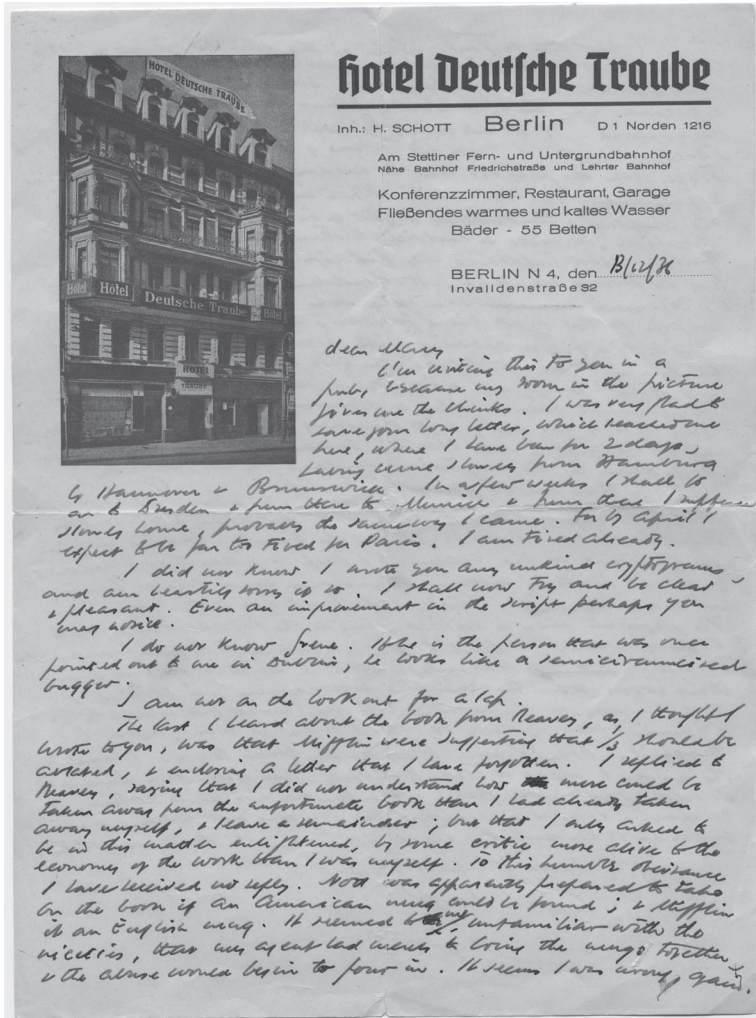 HOTEL DEUTSCHE TRAUBE
Hotel Hotel Deutsche Traube Hotel
HOTEL
TRAUBE
Hotel Deutsche Traube
Inh.: H. SCHOTT Berlin D 1 Norden 1216
Am Stettiner Fern- und Untergrundbahnhof
Nähe Bahnhof Friedrichstraße und Lehrter Bahnhof
Konferenzzimmer, Restaurant, Garage
Fließendes warmes und kaltes Wasser
Bäder - 55 Betten
BERLIN N 4, den 13/12/36
Invalidenstraße 32
dear Mary
I'm writing this to you in a
pub, because my room in the picture
gives me the chinks. I was very glad to
have your long letter, which reached me
here, where I have been for 2 days,
having come slowly from Hamburg
by Hannover & Brunswick. In a few weeks I shall go
on to Dresden & from there to Munich & from there I suppose
slowly home, probably the same way I came. For by April I
expect to be far too tired for Paris. I am tired already.
I did not know I wrote you any unkind cryptograms
and am heartily sorry if so. I shall now try and be clear
& pleasant. Even an improvement in the script perhaps you
may notice.
I do not know Irene. If he is the person that was once
pointed out to me in Dublin, he looks like a semicircumcised
bugger.
I am not on the look out for a lap.
The last I heard about the book from Reavey, as I thought I
wrote to you, was that Mifflin were suggesting that 1/3 should be
, & enclosing a letter that I have forgotten. I replied to
Reavey, saying that I did not understand how more could be
taken away from the unfortunate book than I had already taken
away myself, & leave a remainder; but that I only asked to
be in this matter enlightened, by some critic more alive to the
economy of the work than I was myself. To this humble obeisance
I have received no reply. Nott was apparently prepared to take
on the book if an American mug could be found; & Mifflin
if an English mug. It seemed to me, unfamiliar with the
niceties, that my agent had merely to bring the mugs together
& the abuse would begin to pour in. It seems I was wrong again.